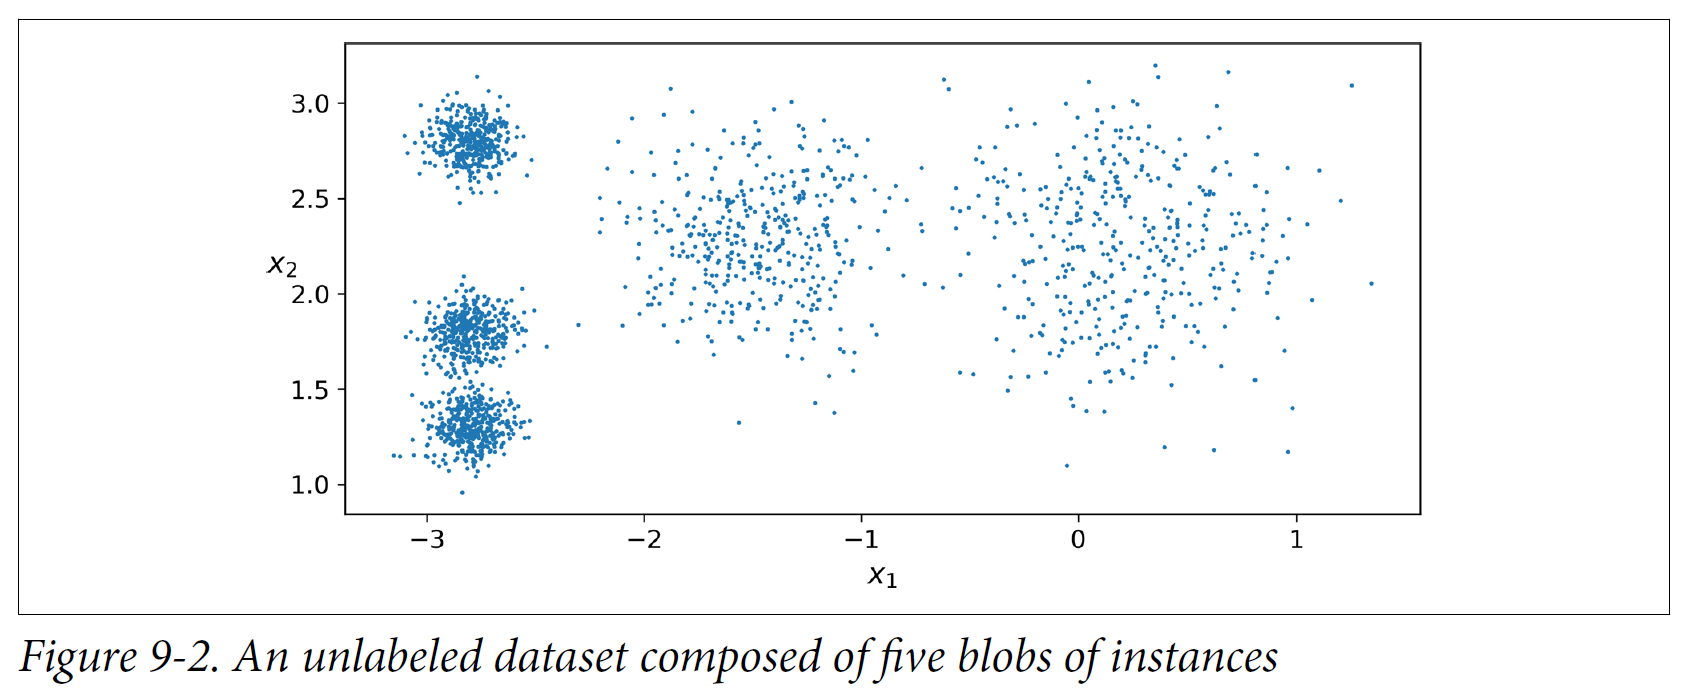 3.0
2.5
x2
2.0
1.5
1.0
−3 −2 −1 0 1
x1
Figure 9-2. An unlabeled dataset composed of five blobs of instances